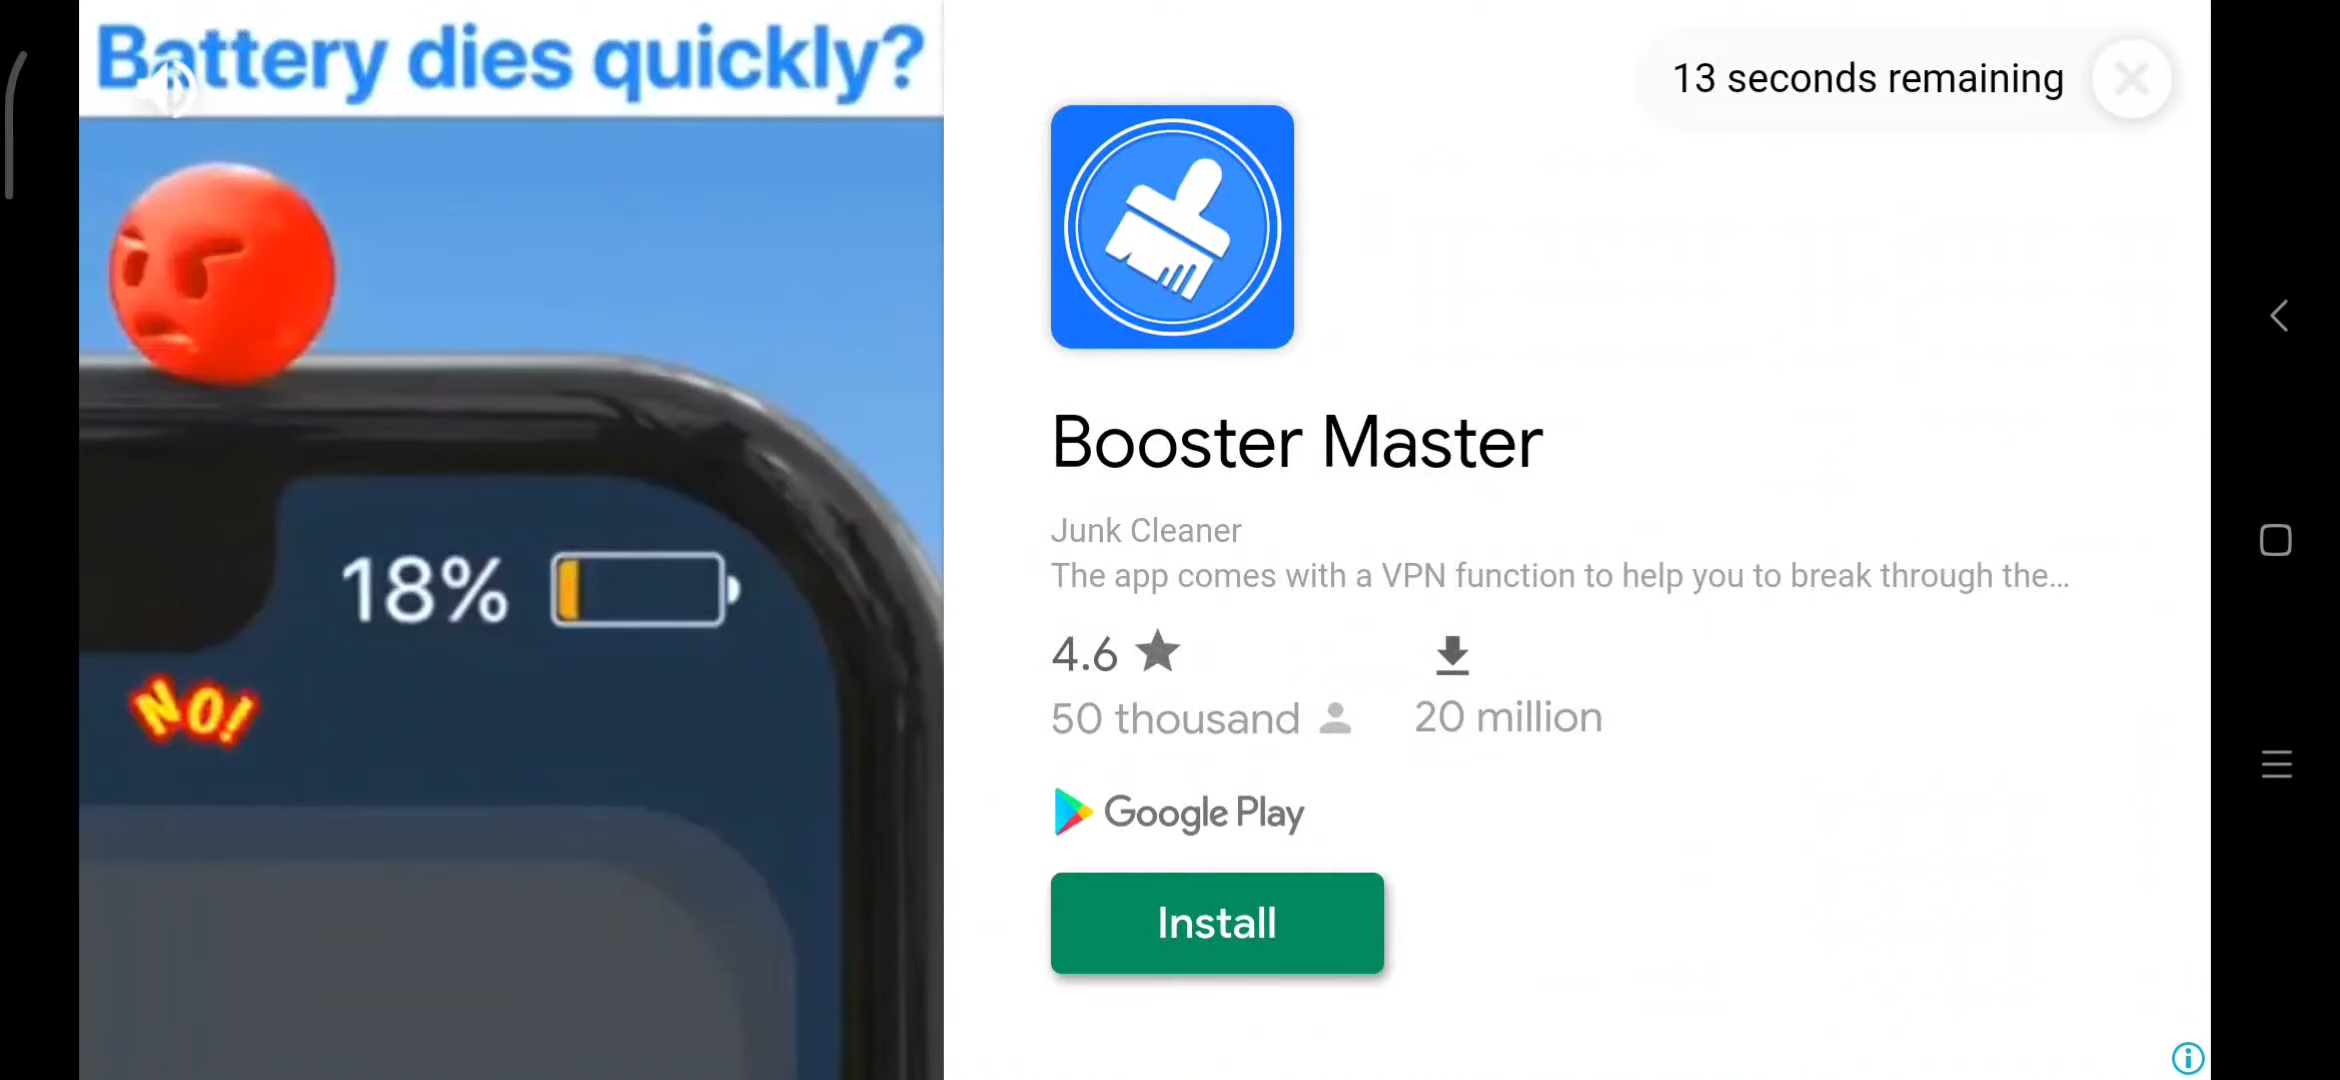 Battery dies quickly?
18%
NO!
13 seconds remaining
Booster Master
Junk Cleaner
The app comes with a VPN function to help you to break through the...
4.6
50 thousand
20 million
Google Play
Install